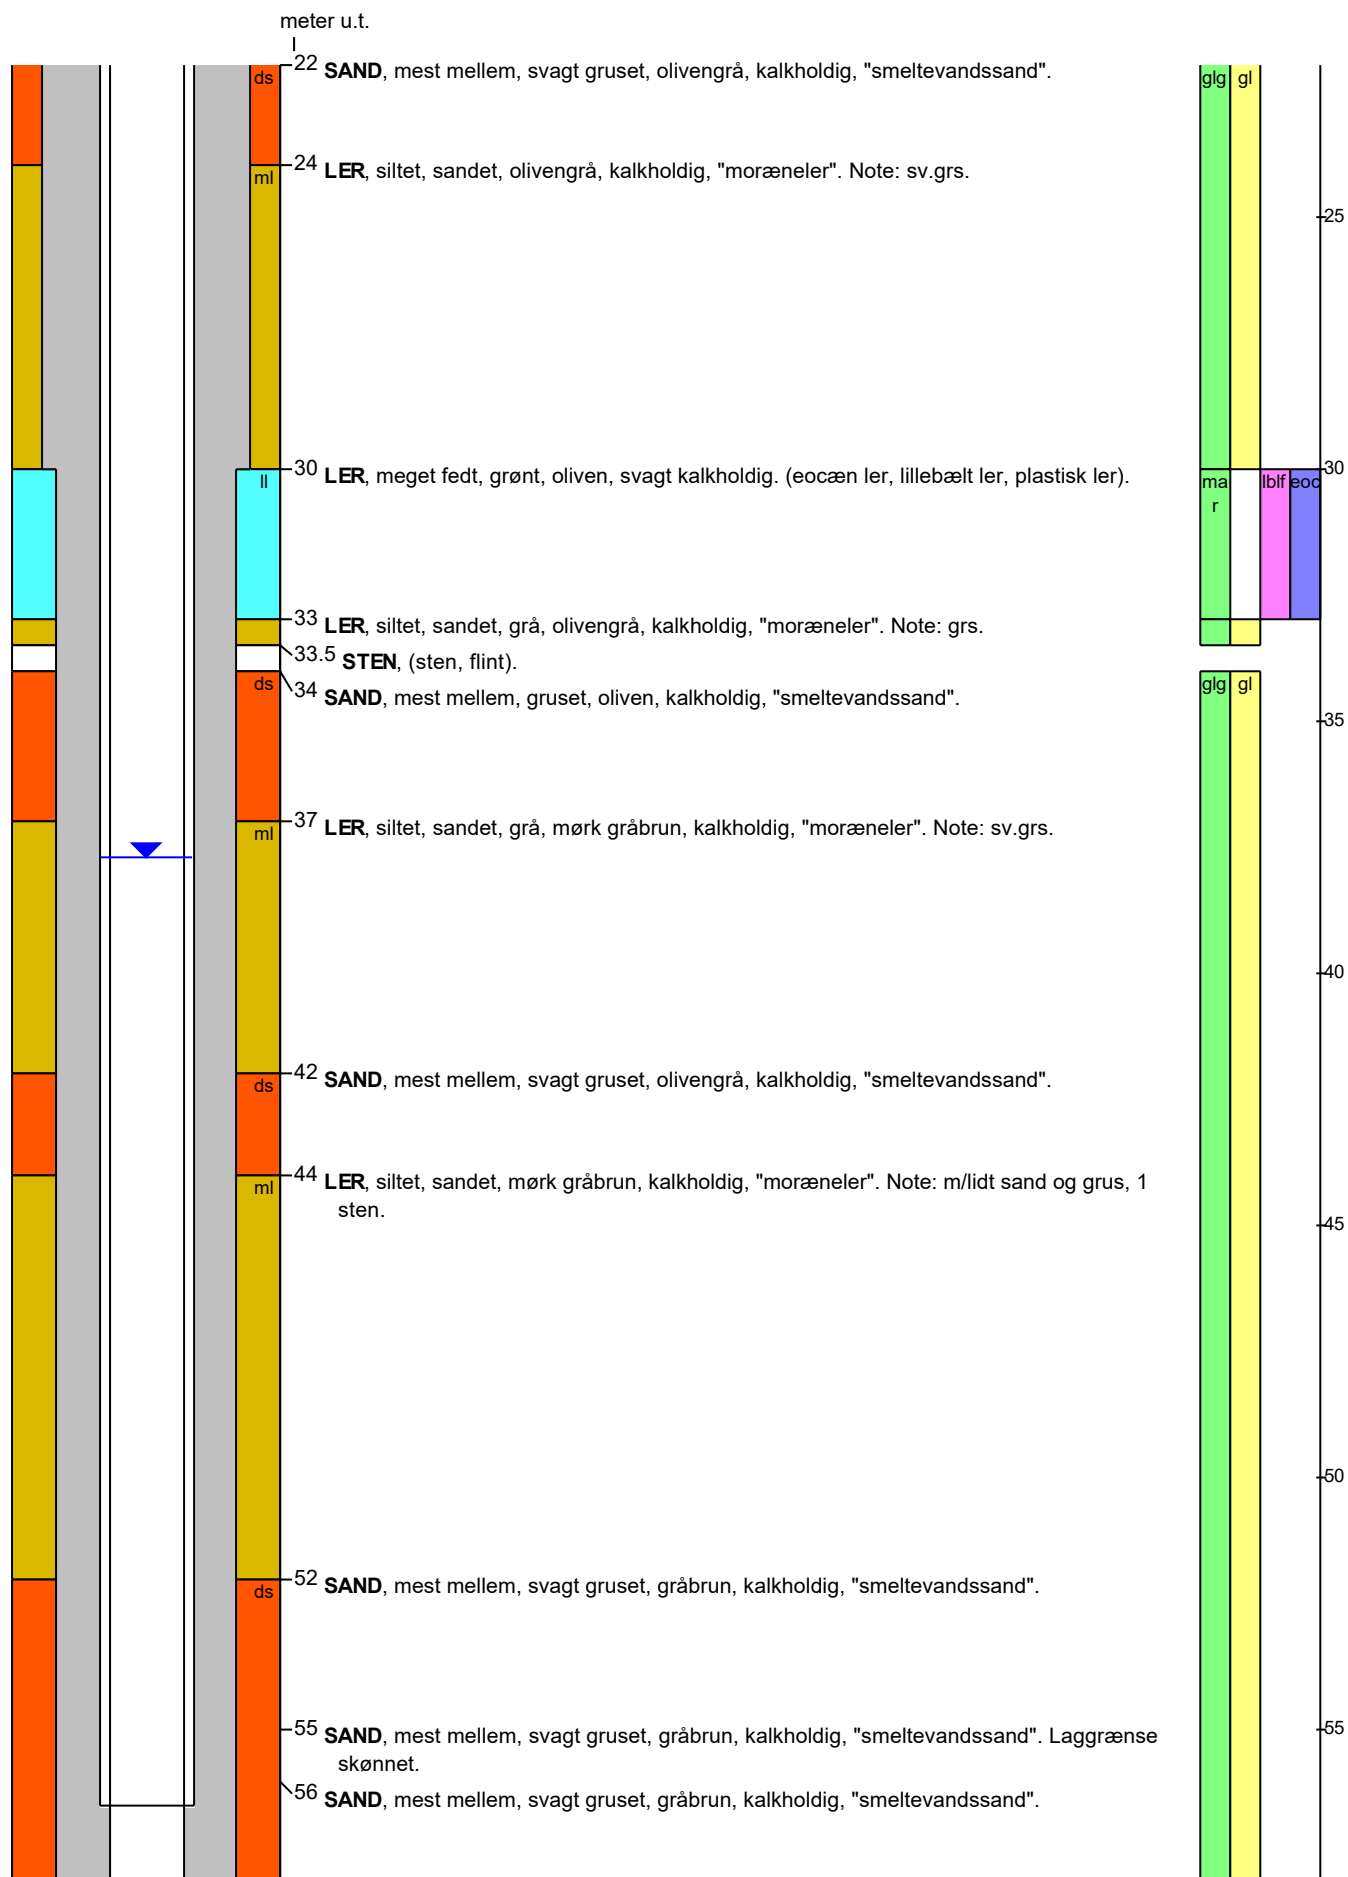 meter u.t.
22 SAND, mest mellem, svagt gruset, olivengrå, kalkholdig, "smeltevandssand".
ds
glg gl
24 LER, siltet, sandet, olivengrå, kalkholdig, "moræneler". Note: sv.grs.
ml
25
30 LER, meget fedt, grønt, oliven, svagt kalkholdig. (eocæn ler, lillebælt ler, plastisk ler).
30
ll
ma
r
lblf eoc
33 LER, siltet, sandet, grå, olivengrå, kalkholdig, "moræneler". Note: grs.
33.5 STEN, (sten, flint).
34 SAND, mest mellem, gruset, oliven, kalkholdig, "smeltevandssand".
ds
glg gl
35
37 LER, siltet, sandet, grå, mørk gråbrun, kalkholdig, "moræneler". Note: sv.grs.
ml
40
42 SAND, mest mellem, svagt gruset, olivengrå, kalkholdig, "smeltevandssand".
ds
44 LER, siltet, sandet, mørk gråbrun, kalkholdig, "moræneler". Note: m/lidt sand og grus, 1
sten.
ml
45
50
52 SAND, mest mellem, svagt gruset, gråbrun, kalkholdig, "smeltevandssand".
ds
55 SAND, mest mellem, svagt gruset, gråbrun, kalkholdig, "smeltevandssand". Laggrænse
skønnet.
55
56 SAND, mest mellem, svagt gruset, gråbrun, kalkholdig, "smeltevandssand".